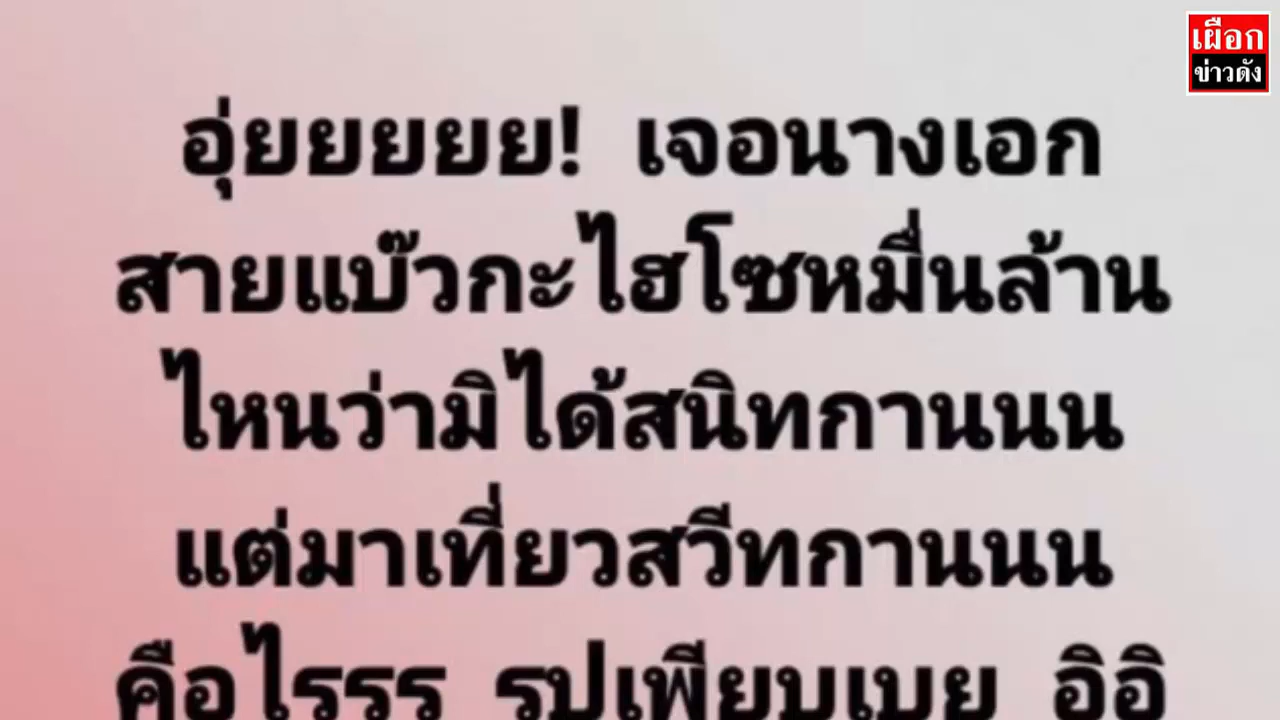 เผือก
ข่าวดัง
อุ่ยยยยย! เจอนางเอก
สายแบ๊วกะไฮโซหมื่นล้าน
ไหนว่ามิได้สนิทกานนน
แต่มาเที่ยวสวีทกานนน
คือไรรร รูปเพียบเบย อิอิ